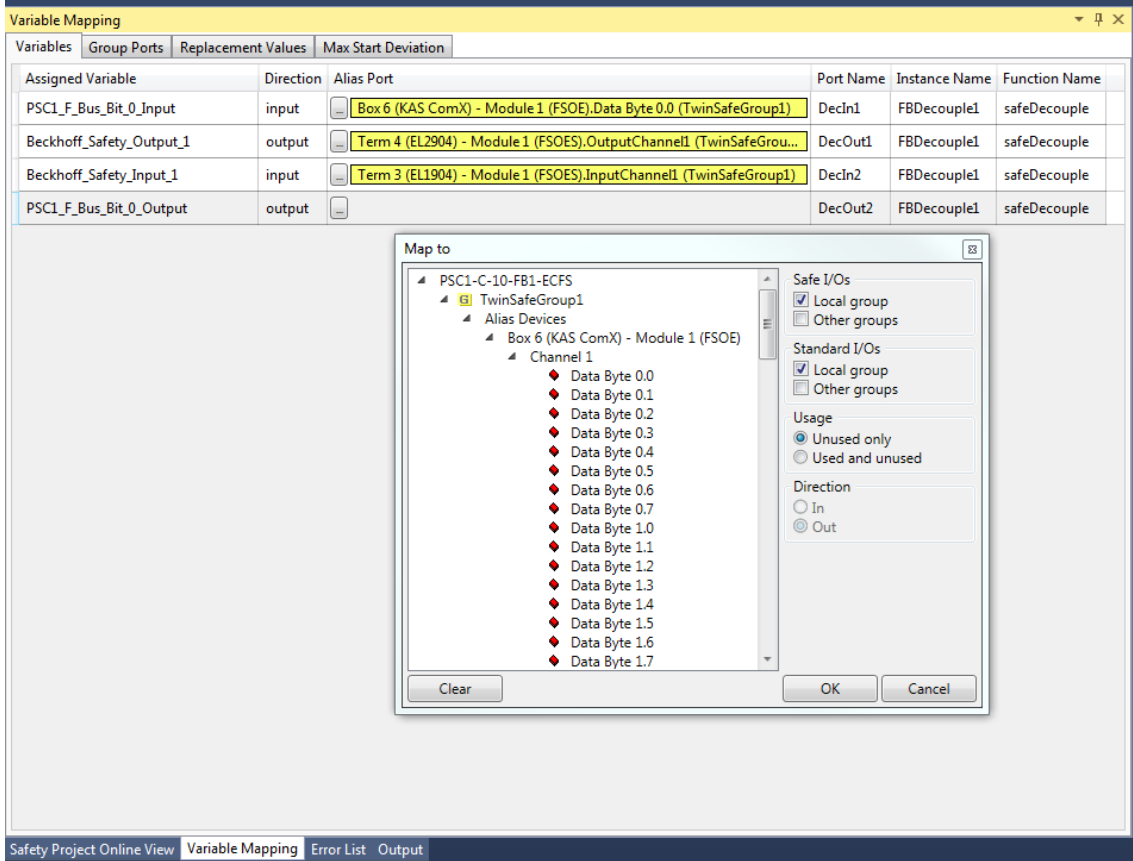 Variable Mapping
Variables Group Ports Replacement Values Max Start Deviation
Assigned Variable Direction Alias Port Port Name Instance Name Function Name
PSC1_F_Bus_Bit_0_Input input ... Box 6 (KAS ComX) - Module 1 (FSOE).Data Byte 0.0 (TwinSafeGroup1) DecIn1 FBDecouple1 safeDecouple
Beckhoff_Safety_Output_1 output ... Term 4 (EL2904) - Module 1 (FSOES).OutputChannel1 (TwinSafeGrou... DecOut1 FBDecouple1 safeDecouple
Beckhoff_Safety_Input_1 input ... Term 3 (EL1904) - Module 1 (FSOES).InputChannel1 (TwinSafeGroup1) DecIn2 FBDecouple1 safeDecouple
PSC1_F_Bus_Bit_0_Output output ... DecOut2 FBDecouple1 safeDecouple
Map to
PSC1-C-10-FB1-ECFS
G TwinSafeGroup1
Alias Devices
Box 6 (KAS ComX) - Module 1 (FSOE)
Channel 1
Data Byte 0.0
Data Byte 0.1
Data Byte 0.2
Data Byte 0.3
Data Byte 0.4
Data Byte 0.5
Data Byte 0.6
Data Byte 0.7
Data Byte 1.0
Data Byte 1.1
Data Byte 1.2
Data Byte 1.3
Data Byte 1.4
Data Byte 1.5
Data Byte 1.6
Data Byte 1.7
Safe I/Os
Local group
Other groups
Standard I/Os
Local group
Other groups
Usage
Unused only
Used and unused
Direction
In
Out
Clear OK Cancel
Safety Project Online View Variable Mapping Error List Output